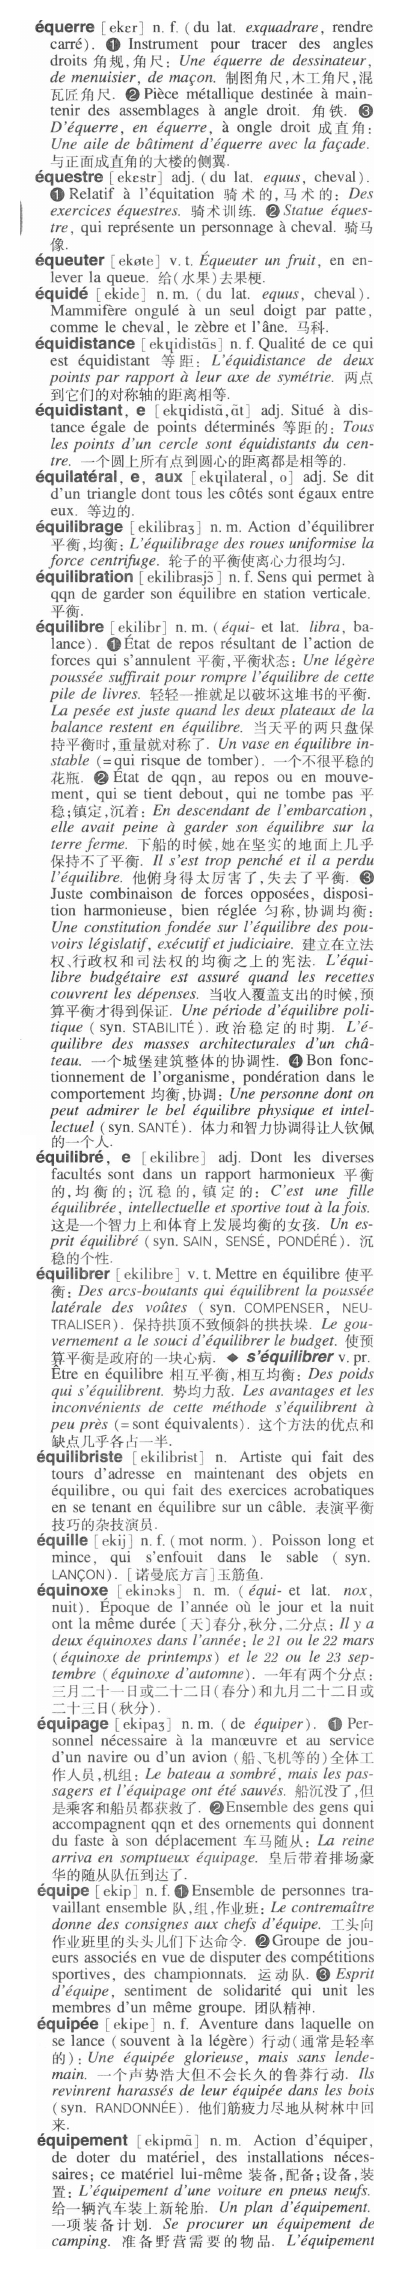 équerre [ekɛr] n. f. (du lat. exquadrare, rendre
carré). ❶ Instrument pour tracer des angles
droits 角规,角尺: Une équerre de dessinateur,
de menuisier, de maçon. 制图角尺,木工角尺,混
瓦匠角尺. ❷ Pièce métallique destinée à main-
tenir des assemblages à angle droit. 角铁. ❸
D'équerre, en équerre, à ongle droit 成直角:
Une aile de bâtiment d'équerre avec la façade.
与正面成直角的大楼的侧翼.
équestre [ekɛstr] adj. (du lat. equus, cheval).
❶ Relatif à l'équitation 骑术的,马术的: Des
exercices équestres. 骑术训练. ❷ Statue éques-
tre, qui représente un personnage à cheval. 骑马
像.
équeuter [ekøte] v. t. Équeuter un fruit, en en-
lever la queue. 给(水果)去果梗.
équidé [ekide] n. m. (du lat. equus, cheval).
Mammifère ongulé à un seul doigt par patte,
comme le cheval, le zèbre et l'âne. 马科.
équidistance [ekɥidistɑ̃s] n. f. Qualité de ce qui
est équidistant 等距: L'équidistance de deux
points par rapport à leur axe de symétrie. 两点
到它们的对称轴的距离相等.
équidistant, e [ekɥidistɑ̃,ɑ̃t] adj. Situé à dis-
tance égale de points déterminés 等距的: Tous
les points d'un cercle sont équidistants du cen-
tre. 一个圆上所有点到圆心的距离都是相等的.
équilatéral, e, aux [ekɥilateral, o] adj. Se dit
d'un triangle dont tous les côtés sont égaux entre
eux. 等边的.
équilibrage [ekilibraʒ] n. m. Action d'équilibrer
平衡,均衡: L'équilibrage des roues uniformise la
force centrifuge. 轮子的平衡使离心力很均匀.
équilibration [ekilibrasjɔ̃] n. f. Sens qui permet à
qqn de garder son équilibre en station verticale.
平衡.
équilibre [ekilibr] n. m. (équi- et lat. libra, ba-
lance). ❶ État de repos résultant de l'action de
forces qui s'annulent 平衡,平衡状态: Une légère
poussée suffirait pour rompre l'équilibre de cette
pile de livres. 轻轻一推就足以破坏这堆书的平衡.
La pesée est juste quand les deux plateaux de la
balance restent en équilibre. 当天平的两只盘保
持平衡时,重量就对称了. Un vase en équilibre in-
stable (=qui risque de tomber). 一个不很平稳的
花瓶. ❷ État de qqn, au repos ou en mouve-
ment, qui se tient debout, qui ne tombe pas 平
稳;镇定,沉着: En descendant de l'embarcation,
elle avait peine à garder son équilibre sur la
terre ferme. 下船的时候,她在坚实的地面上几乎
保持不了平衡. Il s'est trop penché et il a perdu
l'équilibre. 他俯身得太厉害了,失去了平衡. ❸
Juste combinaison de forces opposées, disposi-
tion harmonieuse, bien réglée 匀称,协调均衡:
Une constitution fondée sur l'équilibre des pou-
voirs législatif, exécutif et judiciaire. 建立在立法
权、行政权和司法权的均衡之上的宪法. L'équi-
libre budgétaire est assuré quand les recettes
couvrent les dépenses. 当收入覆盖支出的时候,预
算平衡才得到保证. Une période d'équilibre poli-
tique (syn. STABILITÉ). 政治稳定的时期. L'é-
quilibre des masses architecturales d'un châ-
teau. 一个城堡建筑整体的协调性. ❹ Bon fonc-
tionnement de l'organisme, pondération dans le
comportement 均衡,协调: Une personne dont on
peut admirer le bel équilibre physique et intel-
lectuel (syn. SANTÉ). 体力和智力协调得让人钦佩
的一个人.
équilibré, e [ekilibre] adj. Dont les diverses
facultés sont dans un rapport harmonieux 平衡
的,均衡的;沉稳的,镇定的: C'est une fille
équilibrée, intellectuelle et sportive tout à la fois.
这是一个智力上和体育上发展均衡的女孩. Un es-
prit équilibré (syn. SAIN, SENSÉ, PONDÉRÉ). 沉
稳的个性.
équilibrer [ekilibre] v. t. Mettre en équilibre 使平
衡: Des arcs-boutants qui équilibrent la poussée
latérale des voûtes (syn. COMPENSER, NEU-
TRALISER). 保持拱顶不致倾斜的拱扶垛. Le gou-
vernement a le souci d'équilibrer le budget. 使预
算平衡是政府的一块心病. ◆ s'équilibrer v. pr.
Être en équilibre 相互平衡,相互均衡: Des poids
qui s'équilibrent. 势均力敌. Les avantages et les
inconvénients de cette méthode s'équilibrent à
peu près (= sont équivalents). 这个方法的优点和
缺点几乎各占一半.
équilibriste [ekilibrist] n. Artiste qui fait des
tours d'adresse en maintenant des objets en
équilibre, ou qui fait des exercices acrobatiques
en se tenant en équilibre sur un câble. 表演平衡
技巧的杂技演员.
équille [ekij] n. f. (mot norm.). Poisson long et
mince, qui s'enfouit dans le sable (syn.
LANÇON). [诺曼底方言]玉筋鱼.
équinoxe [ekinɔks] n. m. (équi- et lat. nox,
nuit). Époque de l'année où le jour et la nuit
ont la même durée [天]春分,秋分,二分点: Il y a
deux équinoxes dans l'année: le 21 ou le 22 mars
(équinoxe de printemps) et le 22 ou le 23 sep-
tembre (équinoxe d'automne). 一年有两个分点:
三月二十一日或二十二日(春分)和九月二十二日或
二十三日(秋分).
équipage [ekipaʒ] n. m. (de équiper). ❶ Per-
sonnel nécessaire à la manœuvre et au service
d'un navire ou d'un avion (船、飞机等的)全体工
作人员,机组: Le bateau a sombré, mais les pas-
sagers et l'équipage ont été sauvés. 船沉没了,但
是乘客和船员都获救了. ❷ Ensemble des gens qui
accompagnent qqn et des ornements qui donnent
du faste à son déplacement 车马随从: La reine
arriva en somptueux équipage. 皇后带着排场豪
华的随从队伍到达了.
équipe [ekip] n. f. ❶ Ensemble de personnes tra-
vaillant ensemble 队,组,作业班: Le contremaître
donne des consignes aux chefs d'équipe. 工头向
作业班里的头头儿们下达命令. ❷ Groupe de jou-
eurs associés en vue de disputer des compétitions
sportives, des championnats. 运动队. ❸ Esprit
d'équipe, sentiment de solidarité qui unit les
membres d'un même groupe. 团队精神.
équipée [ekipe] n. f. Aventure dans laquelle on
se lance (souvent à la légère) 行动(通常是轻率
的): Une équipée glorieuse, mais sans lende-
main. 一个声势浩大但不会长久的鲁莽行动. Ils
revinrent harassés de leur équipée dans les bois
(syn. RANDONNÉE). 他们筋疲力尽地从树林中回
来.
équipement [ekipmɑ̃] n. m. Action d'équiper,
de doter du matériel, des installations néces-
saires; ce matériel lui-même 装备,配备;设备,装
置: L'équipement d'une voiture en pneus neufs.
给一辆汽车装上新轮胎. Un plan d'équipement.
一项装备计划. Se procurer un équipement de
camping. 准备野营需要的物品. L'équipement